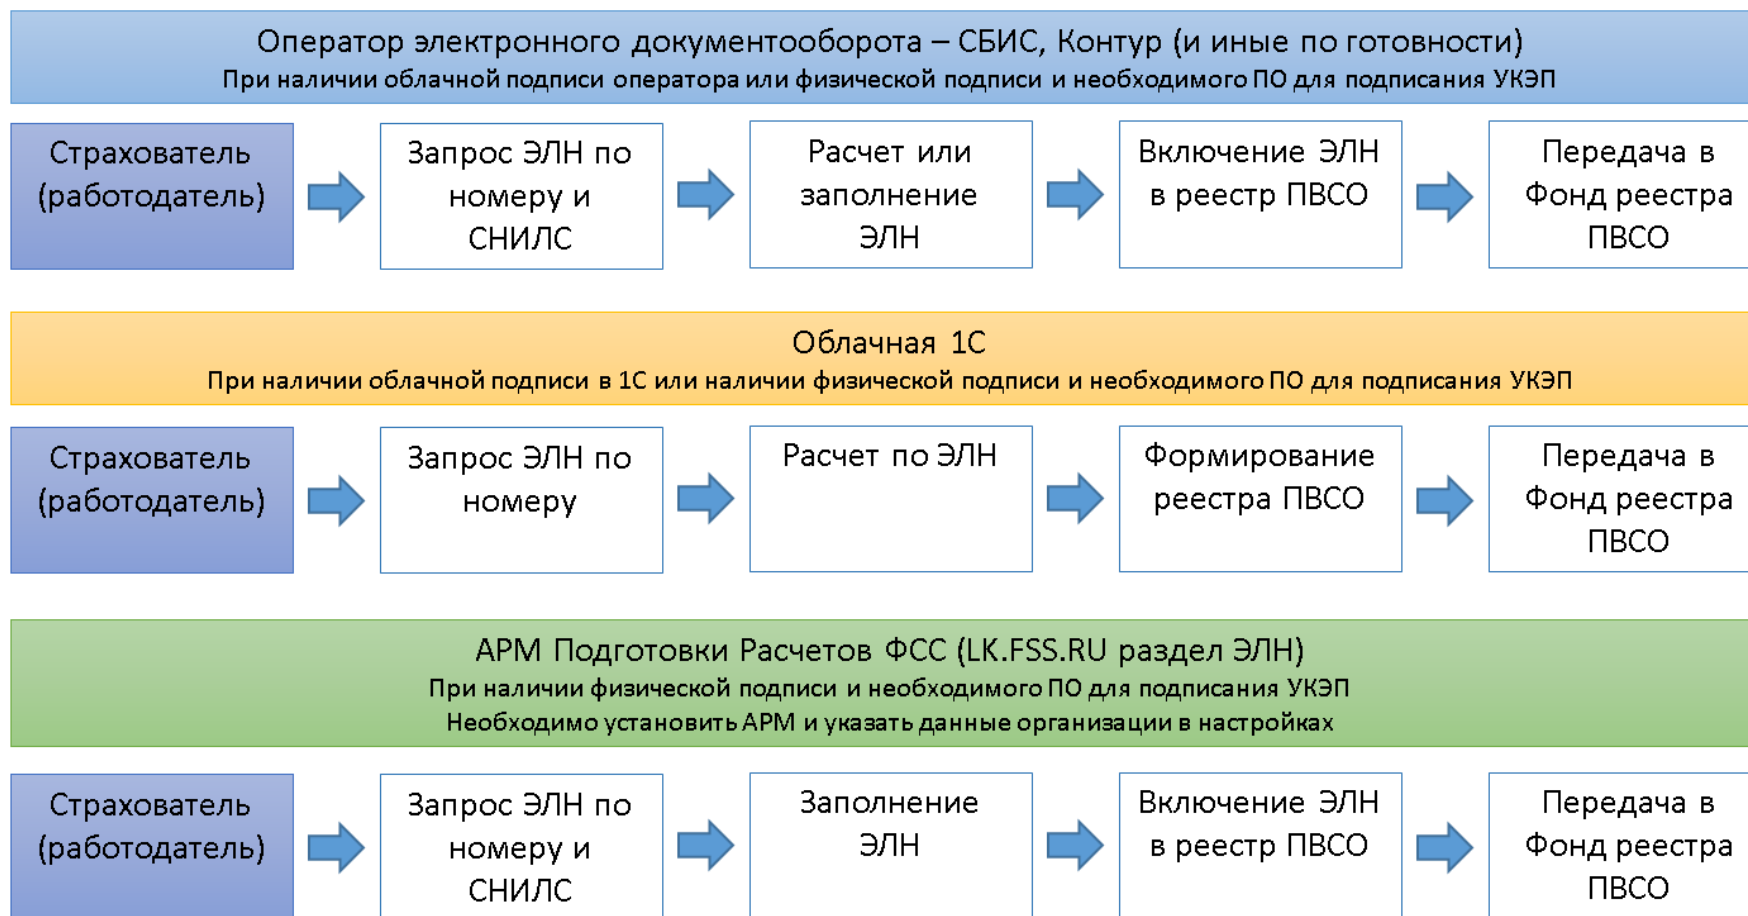 Оператор электронного документооборота – СБИС, Контур (и иные по готовности)
При наличии облачной подписи оператора или физической подписи и необходимого ПО для подписания УКЭП
Страхователь
(работодатель)
Запрос ЭЛН по
номеру и
СНИЛС
Расчет или
заполнение
ЭЛН
Включение ЭЛН
в реестр ПВСО
Передача в
Фонд реестра
ПВСО
Облачная 1С
При наличии облачной подписи в 1С или наличии физической подписи и необходимого ПО для подписания УКЭП
Страхователь
(работодатель)
Запрос ЭЛН по
номеру
Расчет по ЭЛН
Формирование
реестра ПВСО
Передача в
Фонд реестра
ПВСО
АРМ Подготовки Расчетов ФСС (LK.FSS.RU раздел ЭЛН)
При наличии физической подписи и необходимого ПО для подписания УКЭП
Необходимо установить АРМ и указать данные организации в настройках
Страхователь
(работодатель)
Запрос ЭЛН по
номеру и
СНИЛС
Заполнение
ЭЛН
Включение ЭЛН
в реестр ПВСО
Передача в
Фонд реестра
ПВСО